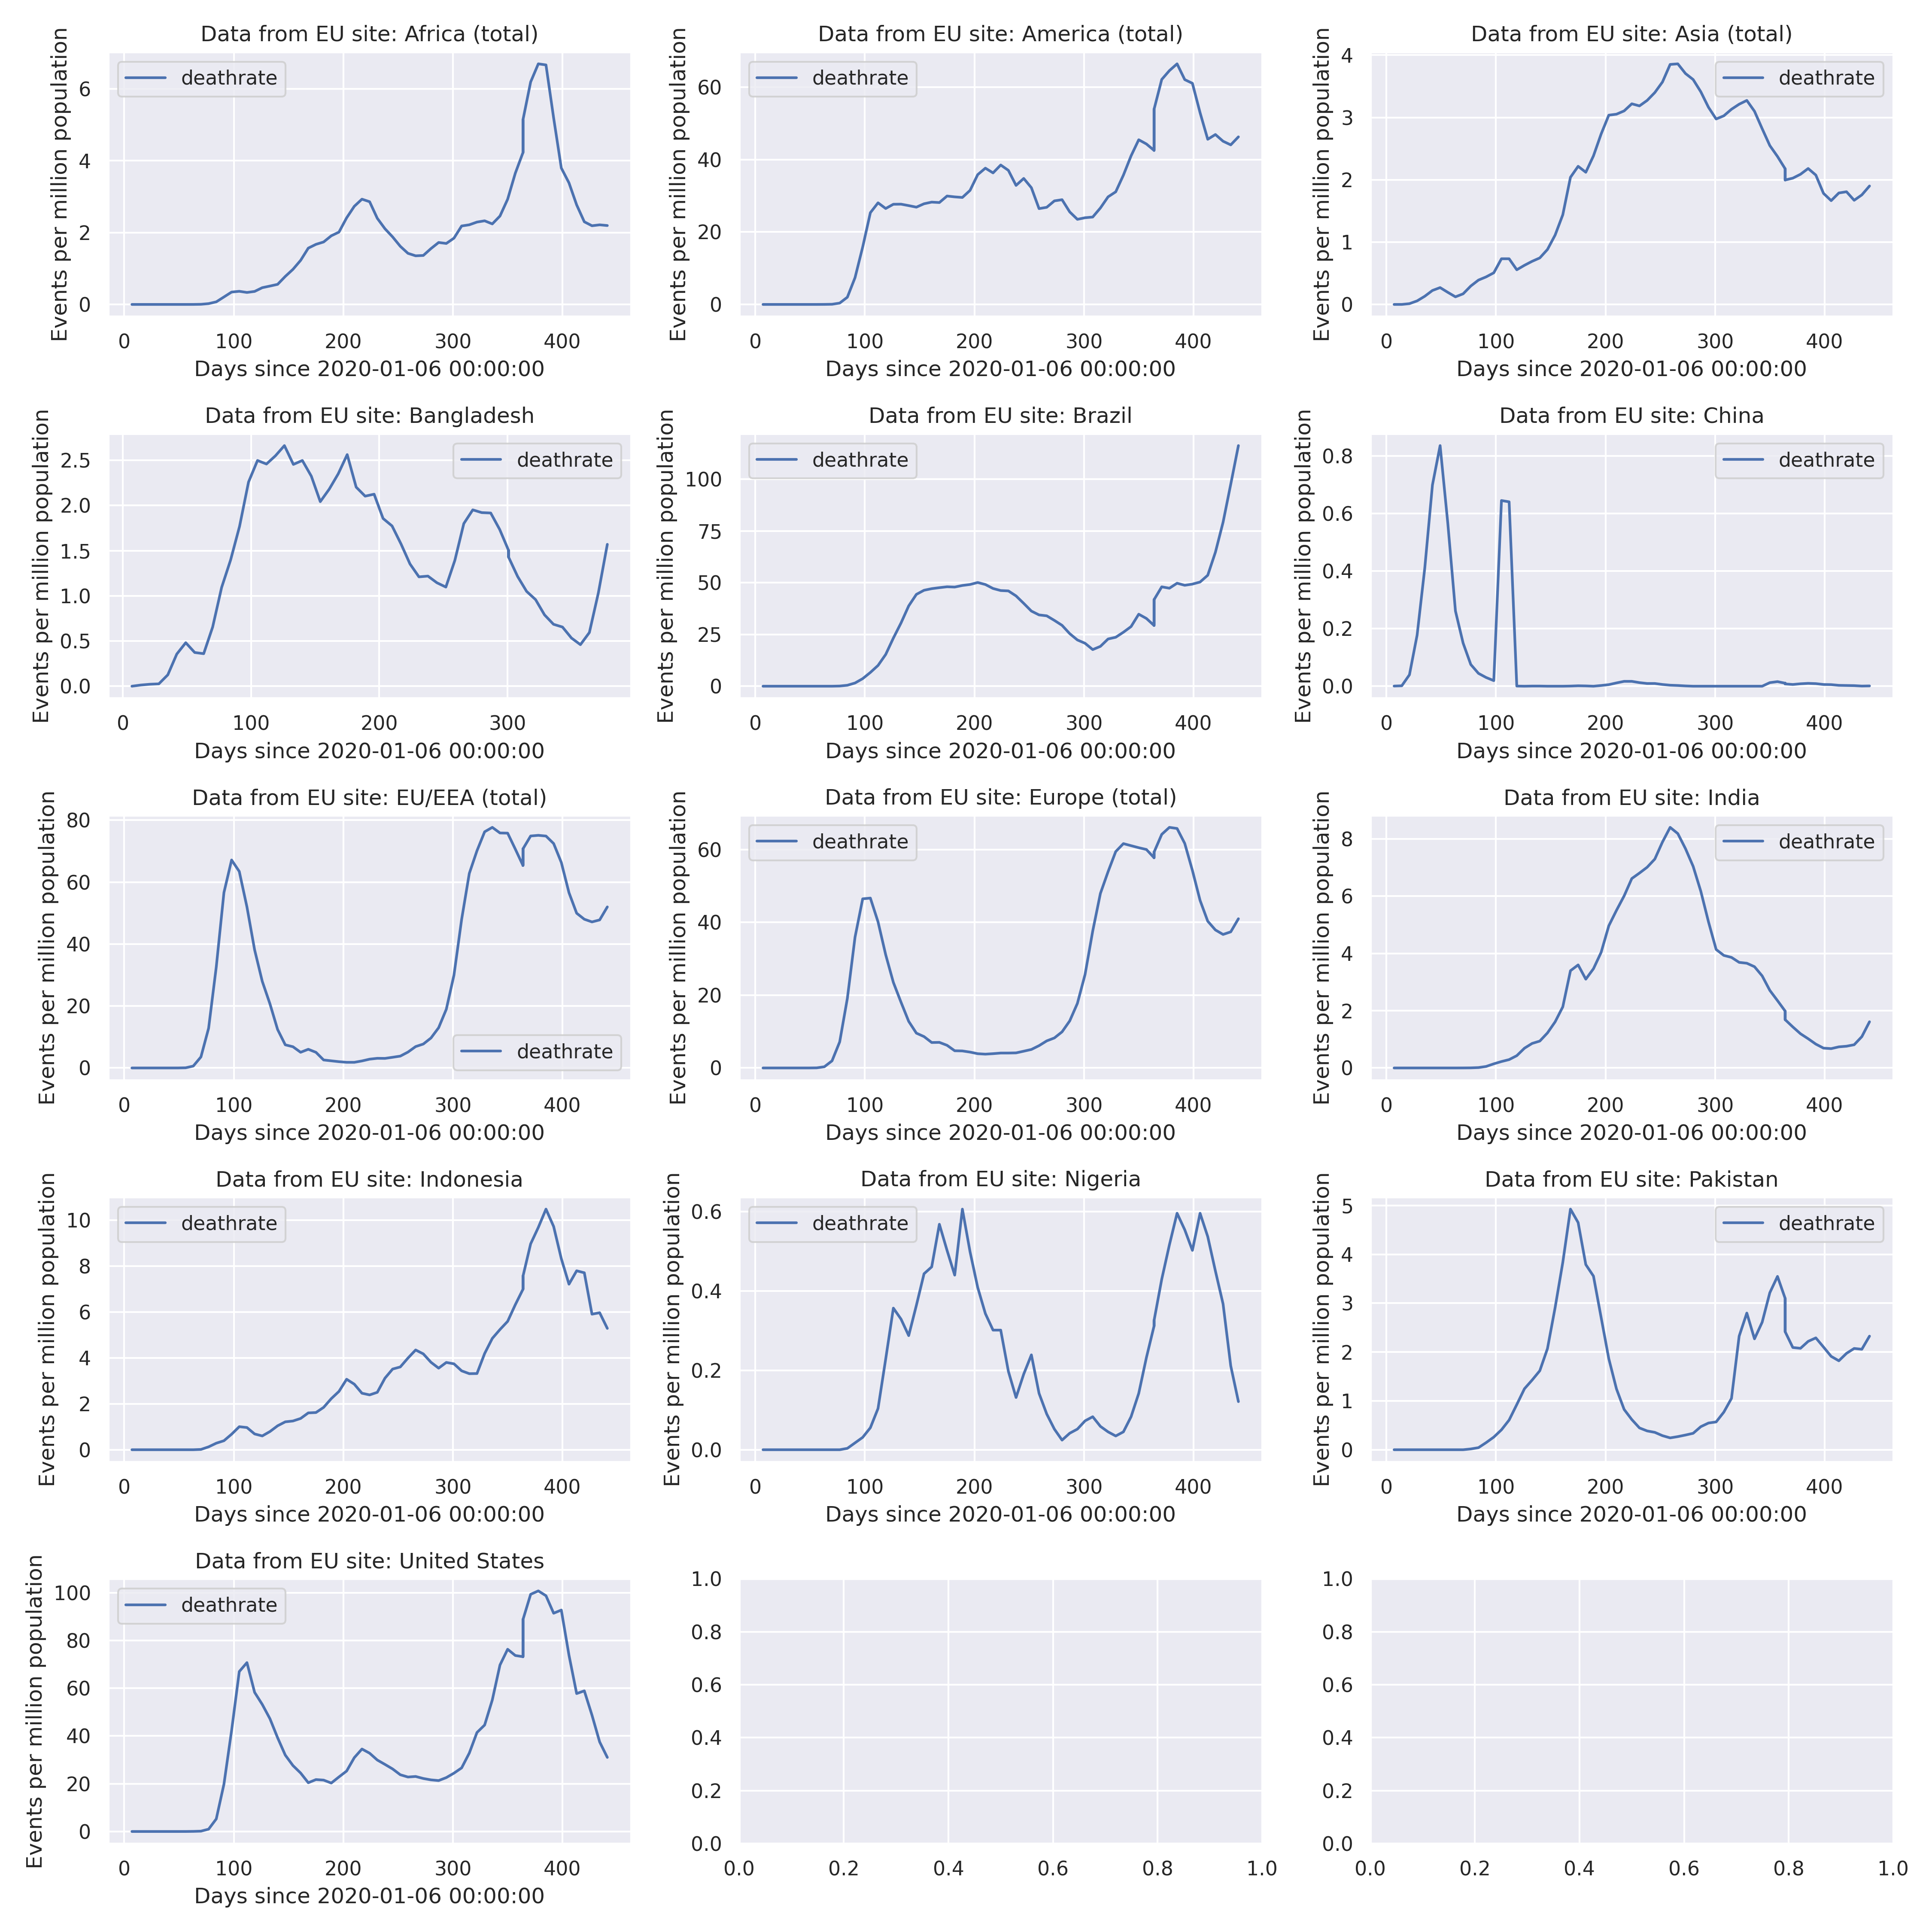 Data from EU site: Africa (total)
Events per million population
deathrate
6
4
2
0
0 100 200 300 400
Days since 2020-01-06 00:00:00
Data from EU site: America (total)
Events per million population
deathrate
60
40
20
0
0 100 200 300 400
Days since 2020-01-06 00:00:00
Data from EU site: Asia (total)
Events per million population
deathrate
4
3
2
1
0
0 100 200 300 400
Days since 2020-01-06 00:00:00
Data from EU site: Bangladesh
Events per million population
deathrate
2.5
2.0
1.5
1.0
0.5
0.0
0 100 200 300
Days since 2020-01-06 00:00:00
Data from EU site: Brazil
Events per million population
deathrate
100
75
50
25
0
0 100 200 300 400
Days since 2020-01-06 00:00:00
Data from EU site: China
Events per million population
deathrate
0.8
0.6
0.4
0.2
0.0
0 100 200 300 400
Days since 2020-01-06 00:00:00
Data from EU site: EU/EEA (total)
Events per million population
80
60
40
20
0
deathrate
0 100 200 300 400
Days since 2020-01-06 00:00:00
Data from EU site: Europe (total)
Events per million population
deathrate
60
40
20
0
0 100 200 300 400
Days since 2020-01-06 00:00:00
Data from EU site: India
Events per million population
deathrate
8
6
4
2
0
0 100 200 300 400
Days since 2020-01-06 00:00:00
Data from EU site: Indonesia
Events per million population
deathrate
10
8
6
4
2
0
0 100 200 300 400
Days since 2020-01-06 00:00:00
Data from EU site: Nigeria
Events per million population
deathrate
0.6
0.4
0.2
0.0
0 100 200 300 400
Days since 2020-01-06 00:00:00
Data from EU site: Pakistan
Events per million population
deathrate
5
4
3
2
1
0
0 100 200 300 400
Days since 2020-01-06 00:00:00
Data from EU site: United States
Events per million population
deathrate
100
80
60
40
20
0
0 100 200 300 400
Days since 2020-01-06 00:00:00
1.0
0.8
0.6
0.4
0.2
0.0
0.0 0.2 0.4 0.6 0.8 1.0
1.0
0.8
0.6
0.4
0.2
0.0
0.0 0.2 0.4 0.6 0.8 1.0